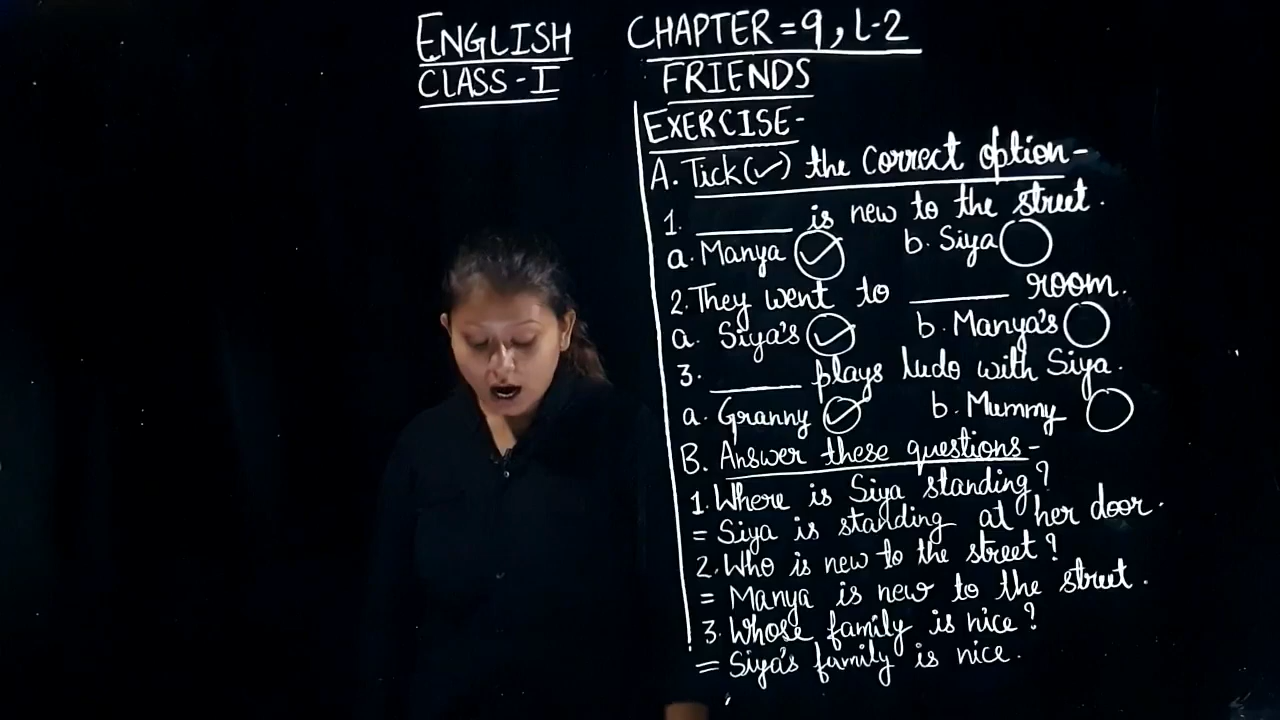 ENGLISH
CLASS-I
CHAPTER=9, L-2
FRIENDS
EXERCISE-
A. Tick(✓) the Correct option-
1. ______ is new to the street.
a. Manya ✓ b. Siya
2. They went to ______ room.
a. Siya's ✓ b. Manya's
3. ______ plays ludo with Siya.
a. Granny ✓ b. Mummy
B. Answer these questions-
1. Where is Siya standing?
= Siya is standing at her door.
2. Who is new to the street?
= Manya is new to the street.
3. Whose family is nice?
= Siya's family is nice.